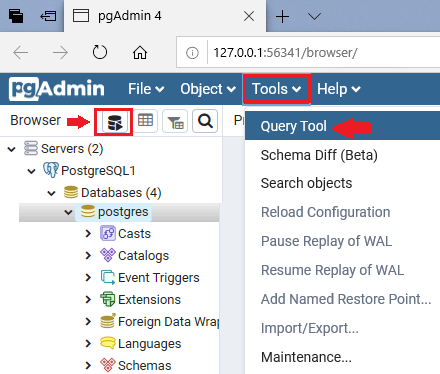 pgAdmin 4
127.0.0.1:56341/browser/
pgAdmin File Object Tools Help
Browser
Query Tool
Schema Diff (Beta)
Search objects
Reload Configuration
Pause Replay of WAL
Resume Replay of WAL
Add Named Restore Point...
Import/Export...
Maintenance...
Servers (2)
PostgreSQL1
Databases (4)
postgres
Casts
Catalogs
Event Triggers
Extensions
Foreign Data Wrap
Languages
Schemas